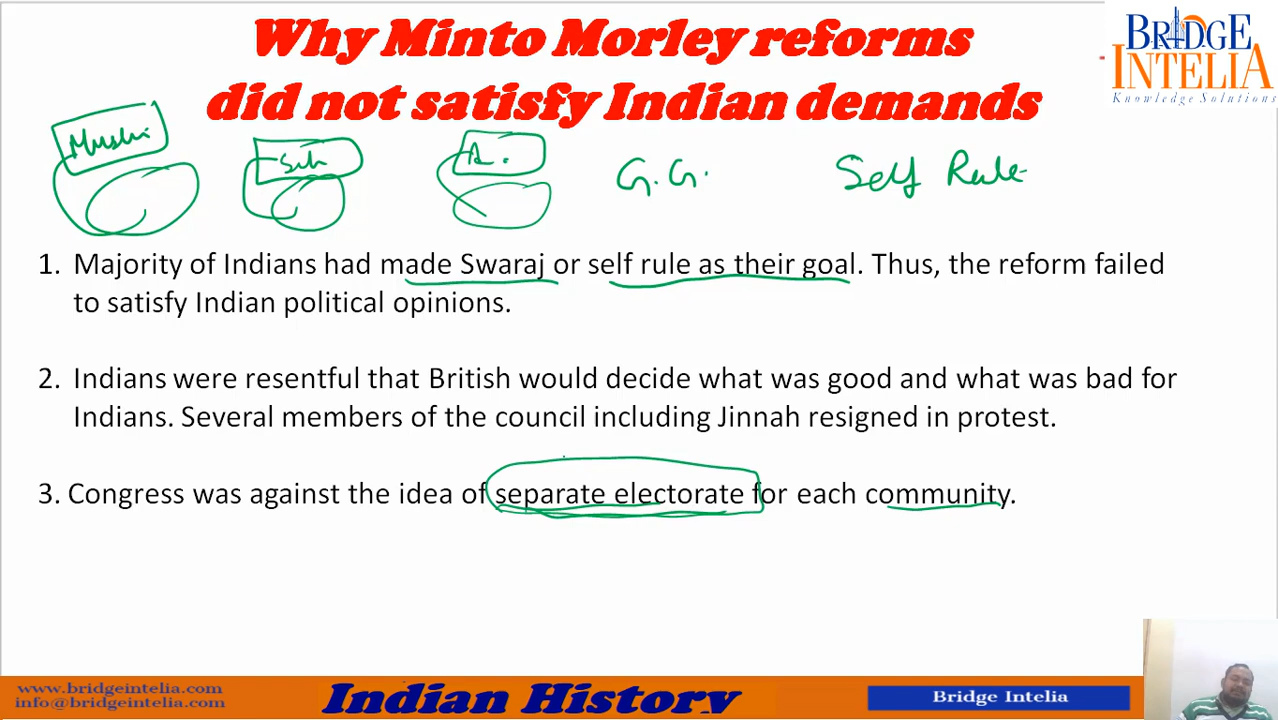 Why Minto Morley reforms
did not satisfy Indian demands
BRIDGE
INTELIA
Knowledge Solutions
G.G. Self Rule
1. Majority of Indians had made Swaraj or self rule as their goal. Thus, the reform failed
to satisfy Indian political opinions.
2. Indians were resentful that British would decide what was good and what was bad for
Indians. Several members of the council including Jinnah resigned in protest.
3. Congress was against the idea of separate electorate for each community.
www.bridgeintelia.com
info@bridgeintelia.com
Indian History
Bridge Intelia